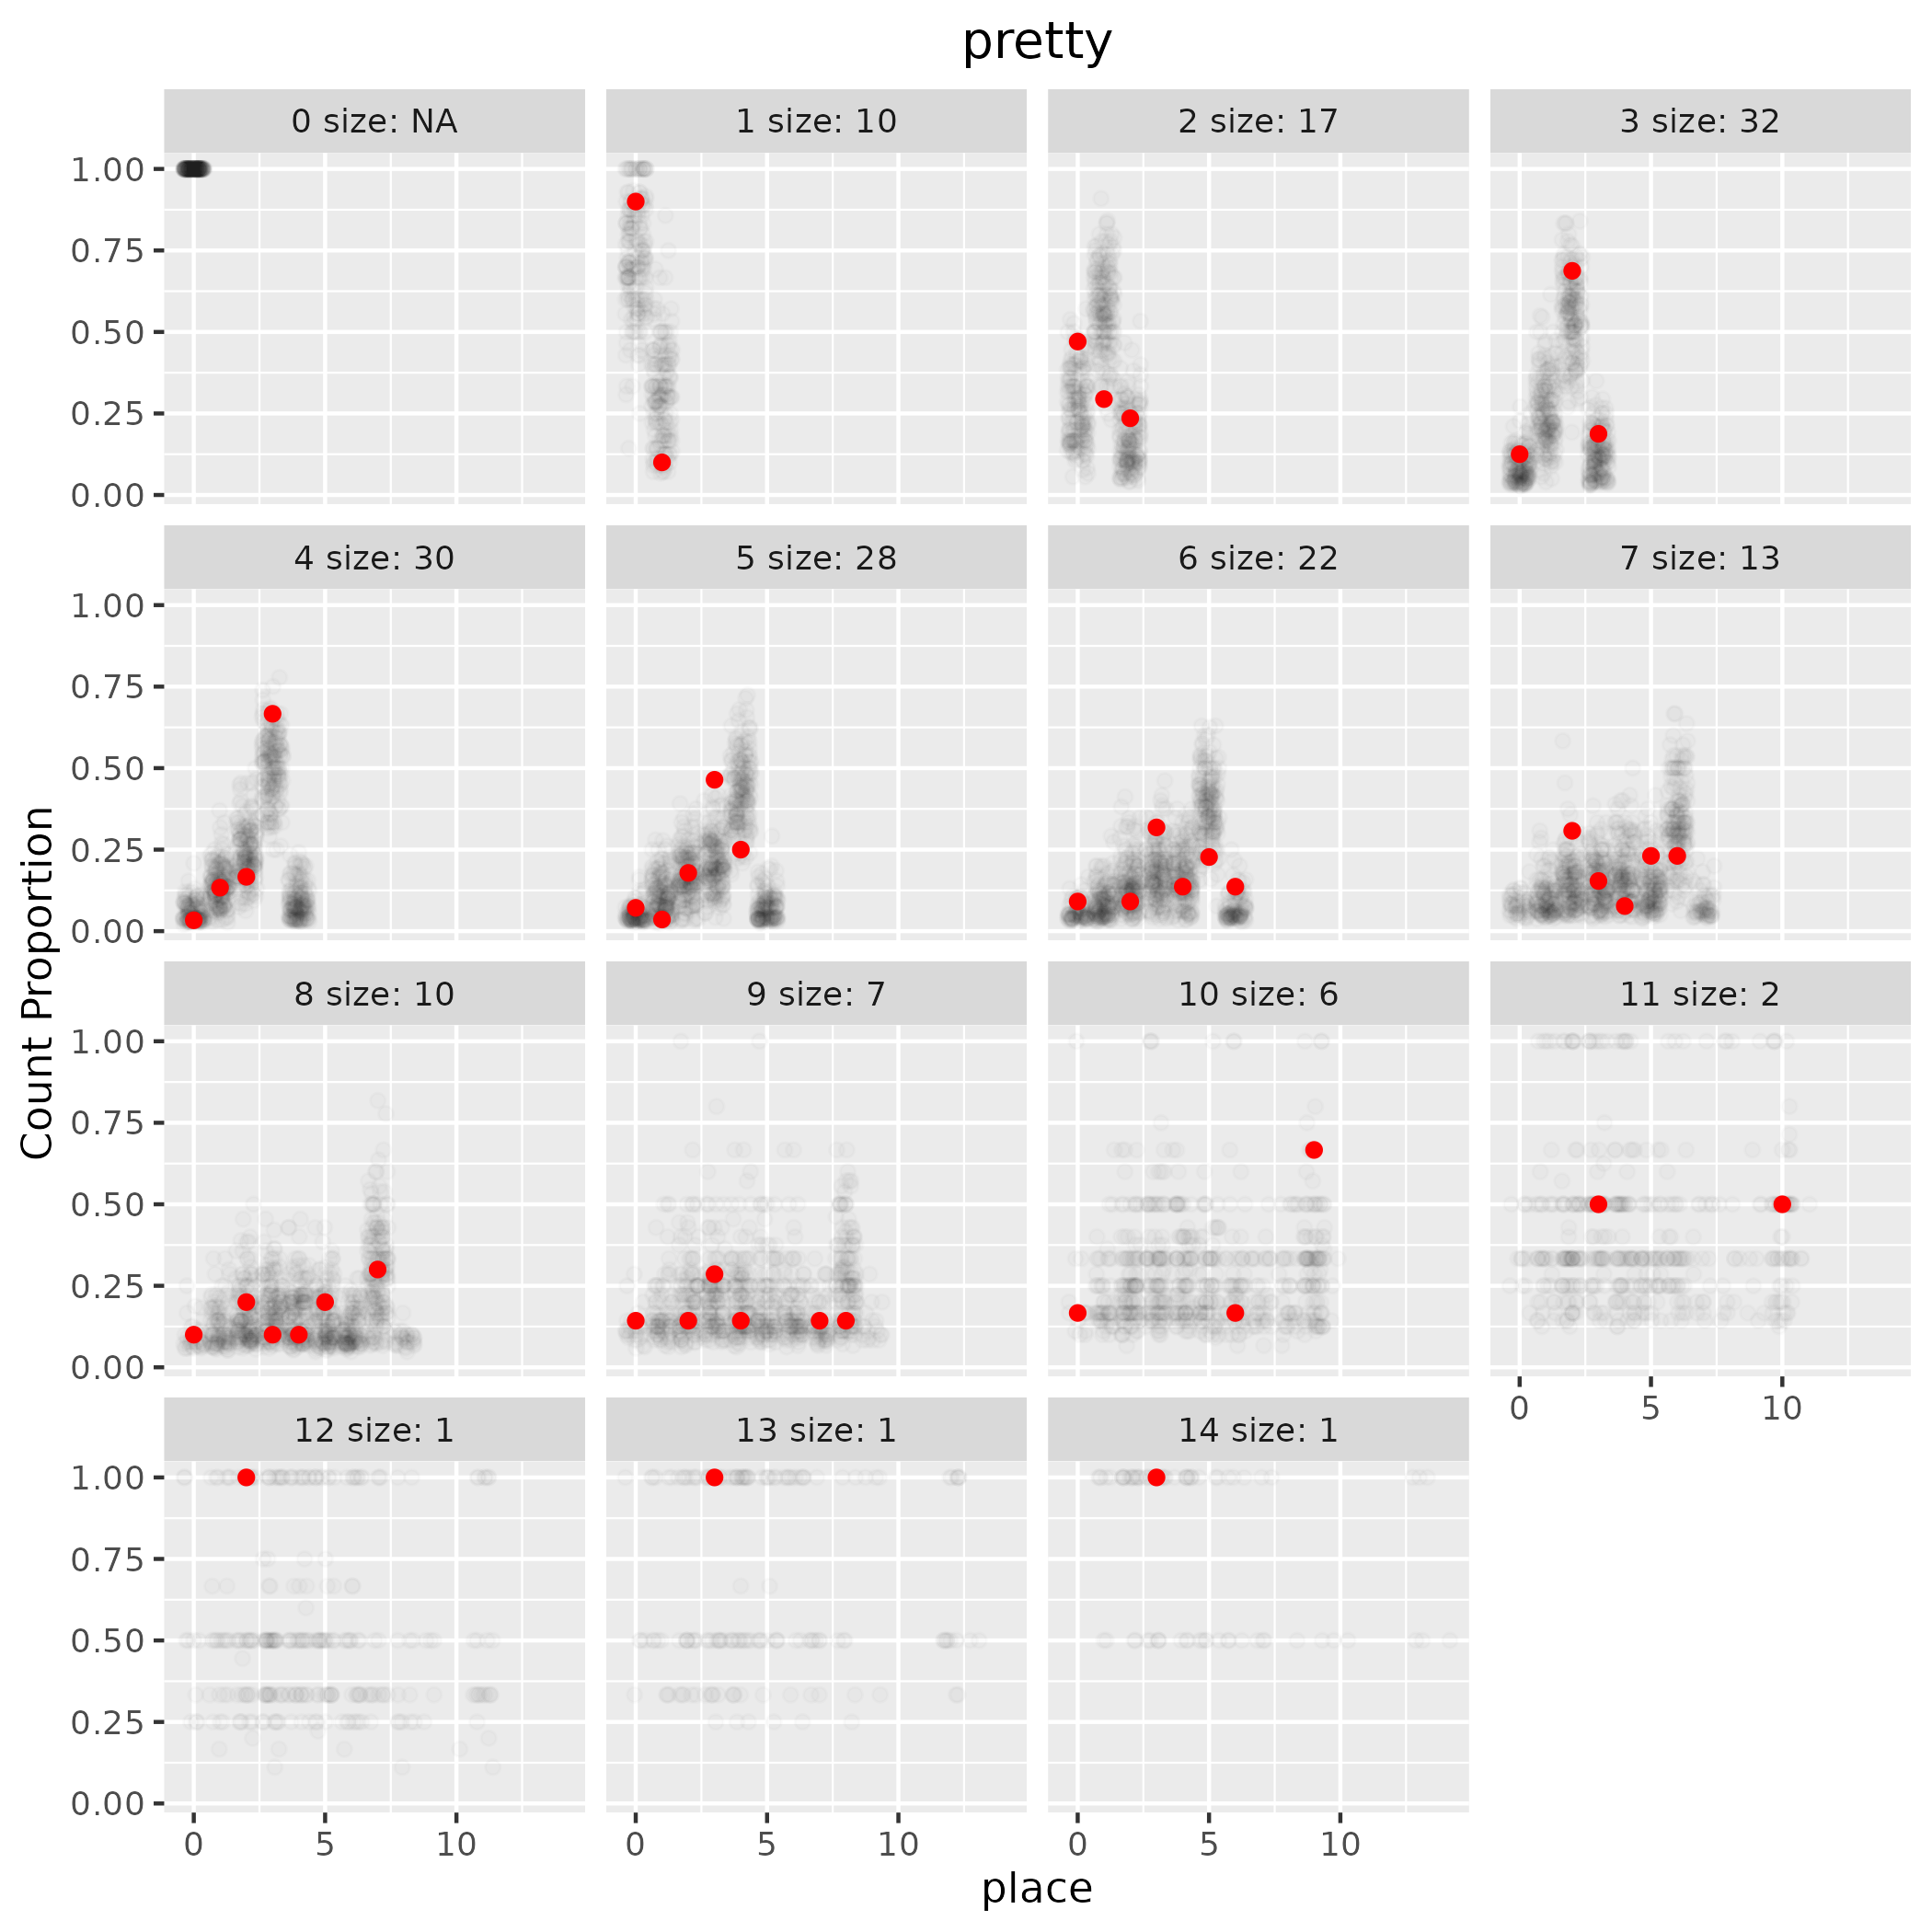 pretty
0 size: NA
1 size: 10
2 size: 17
3 size: 32
1.00
0.75
0.50
0.25
0.00
4 size: 30
5 size: 28
6 size: 22
7 size: 13
1.00
0.75
0.50
0.25
0.00
Count Proportion
8 size: 10
9 size: 7
10 size: 6
11 size: 2
1.00
0.75
0.50
0.25
0.00
0 5 10
12 size: 1
13 size: 1
14 size: 1
1.00
0.75
0.50
0.25
0.00
0 5 10
0 5 10
0 5 10
place